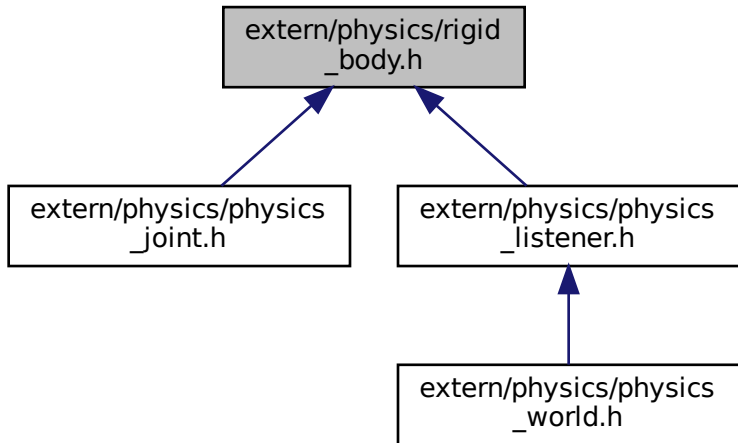 extern/physics/rigid
_body.h
extern/physics/physics
_joint.h
extern/physics/physics
_listener.h
extern/physics/physics
_world.h